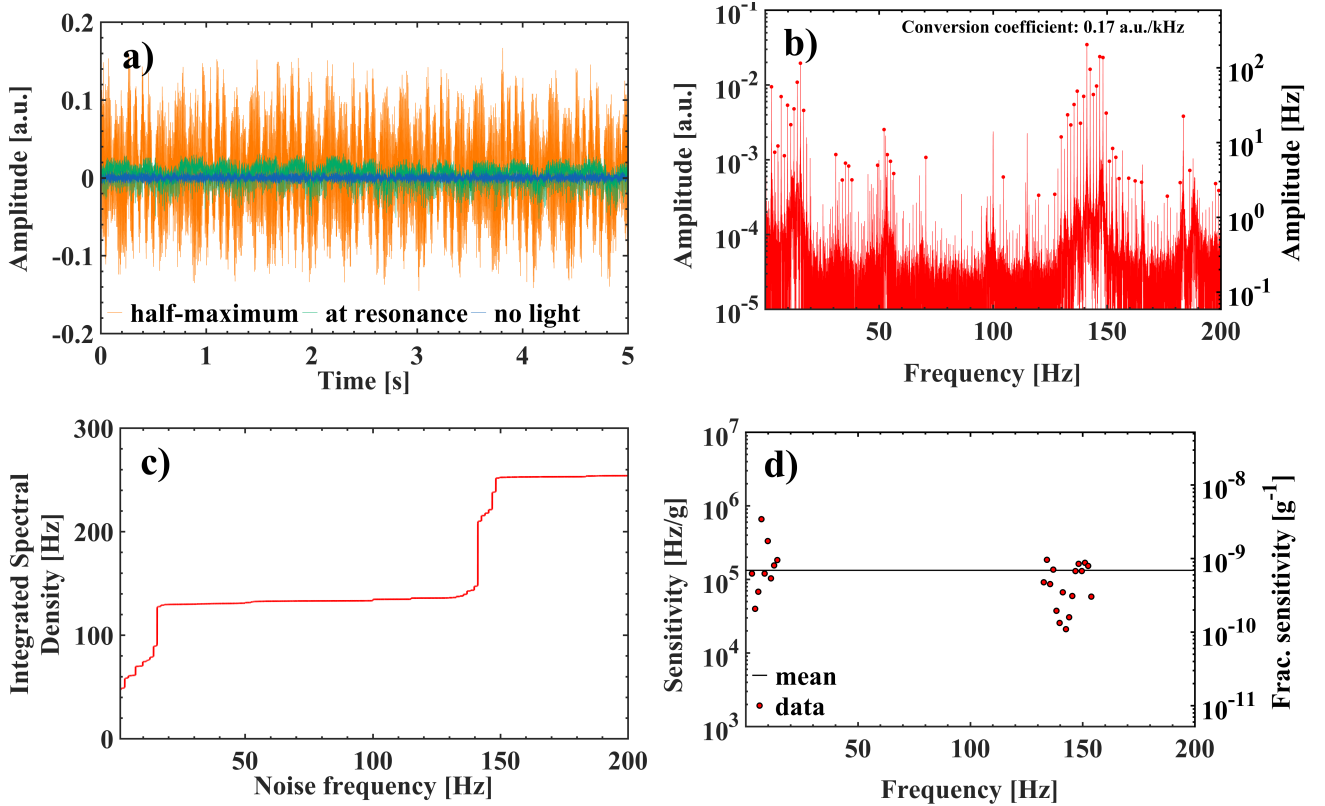 a)
Amplitude [a.u.]
0.2
0.1
0
-0.1
-0.2
half-maximum
at resonance
no light
0 1 2 3 4 5
Time [s]
b)
Conversion coefficient: 0.17 a.u./kHz
Amplitude [a.u.]
10^-1
10^-2
10^-3
10^-4
10^-5
Amplitude [Hz]
10^2
10^1
10^0
10^-1
50 100 150 200
Frequency [Hz]
c)
Integrated Spectral
Density [Hz]
300
200
100
0
50 100 150 200
Noise frequency [Hz]
d)
Sensitivity [Hz/g]
10^7
10^6
10^5
10^4
10^3
mean
data
Frac. sensitivity [g^-1]
10^-8
10^-9
10^-10
10^-11
50 100 150 200
Frequency [Hz]